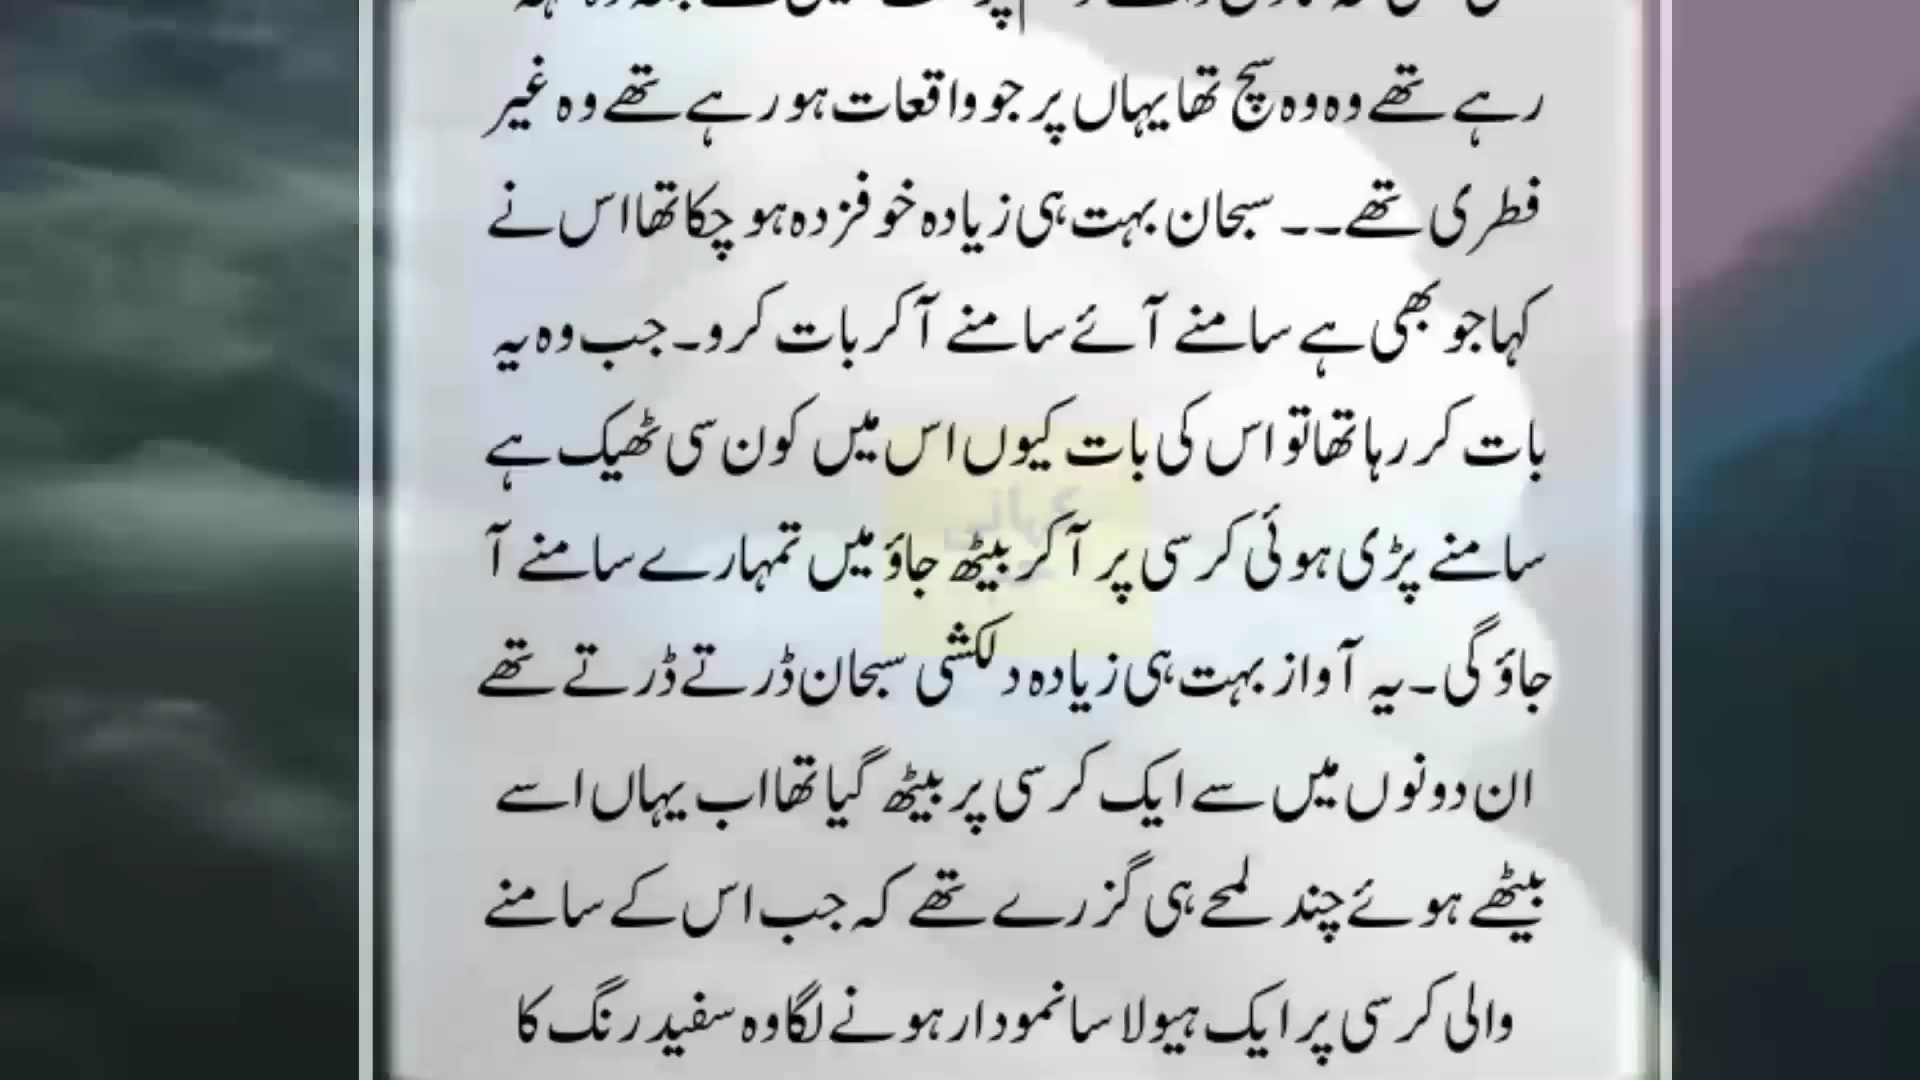 رہے تھے وہ وہ سچ تھا یہاں پر جو واقعات ہو رہے تھے وہ غیر
فطری تھے۔۔ سبحان بہت ہی زیادہ خوفزدہ ہو چکا تھا اس نے
کہا جو بھی ہے سامنے آئے سامنے آ کر بات کرو۔ جب وہ یہ
بات کر رہا تھا تو اس کی بات کیوں اس میں کون سی ٹھیک ہے
سامنے پڑی ہوئی کرسی پر آ کر بیٹھ جاؤ میں تمہارے سامنے آ
جاؤ گی۔ یہ آواز بہت ہی زیادہ دلکشی سبحان ڈرتے ڈرتے تھے
ان دونوں میں سے ایک کرسی پر بیٹھ گیا تھا اب یہاں اسے
بیٹھے ہوئے چند لمحے ہی گزرے تھے کہ جب اس کے سامنے
والی کرسی پر ایک ہیولا سا نمودار ہونے لگا وہ سفید رنگ کا
کہانی